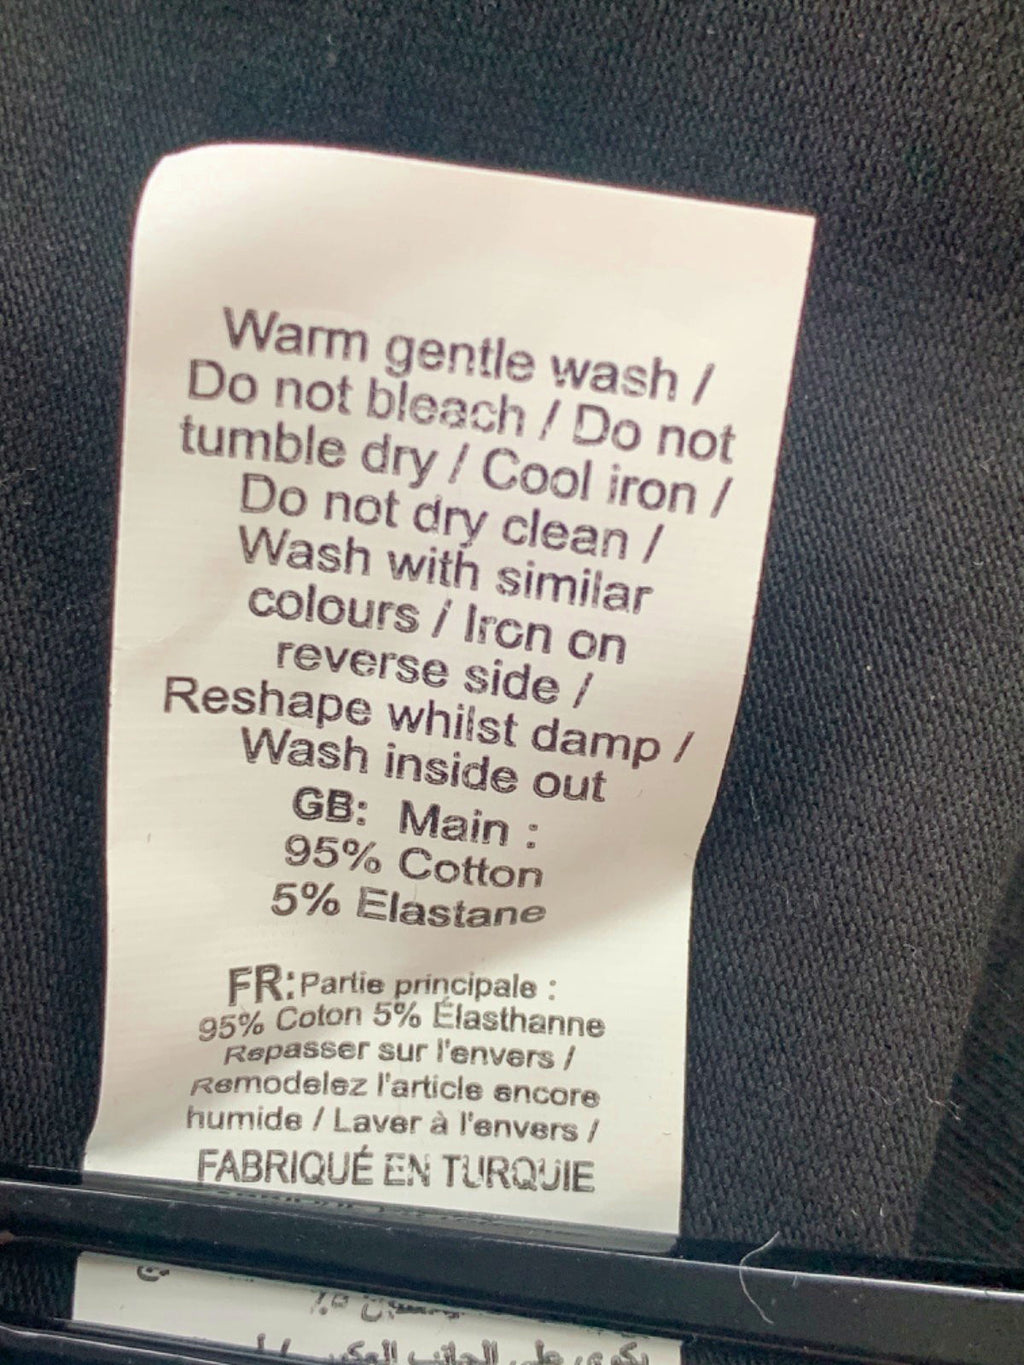 Warm gentle wash /
Do not bleach / Do not
tumble dry / Cool iron /
Do not dry clean /
Wash with similar
colours / Iron on
reverse side /
Reshape whilst damp /
Wash inside out
GB: Main :
95% Cotton
5% Elastane
FR: Partie principale :
95% Coton 5% Élasthanne
Repasser sur l'envers /
Remodelez l'article encore
humide / Laver à l'envers /
FABRIQUÉ EN TURQUIE
على الجانب